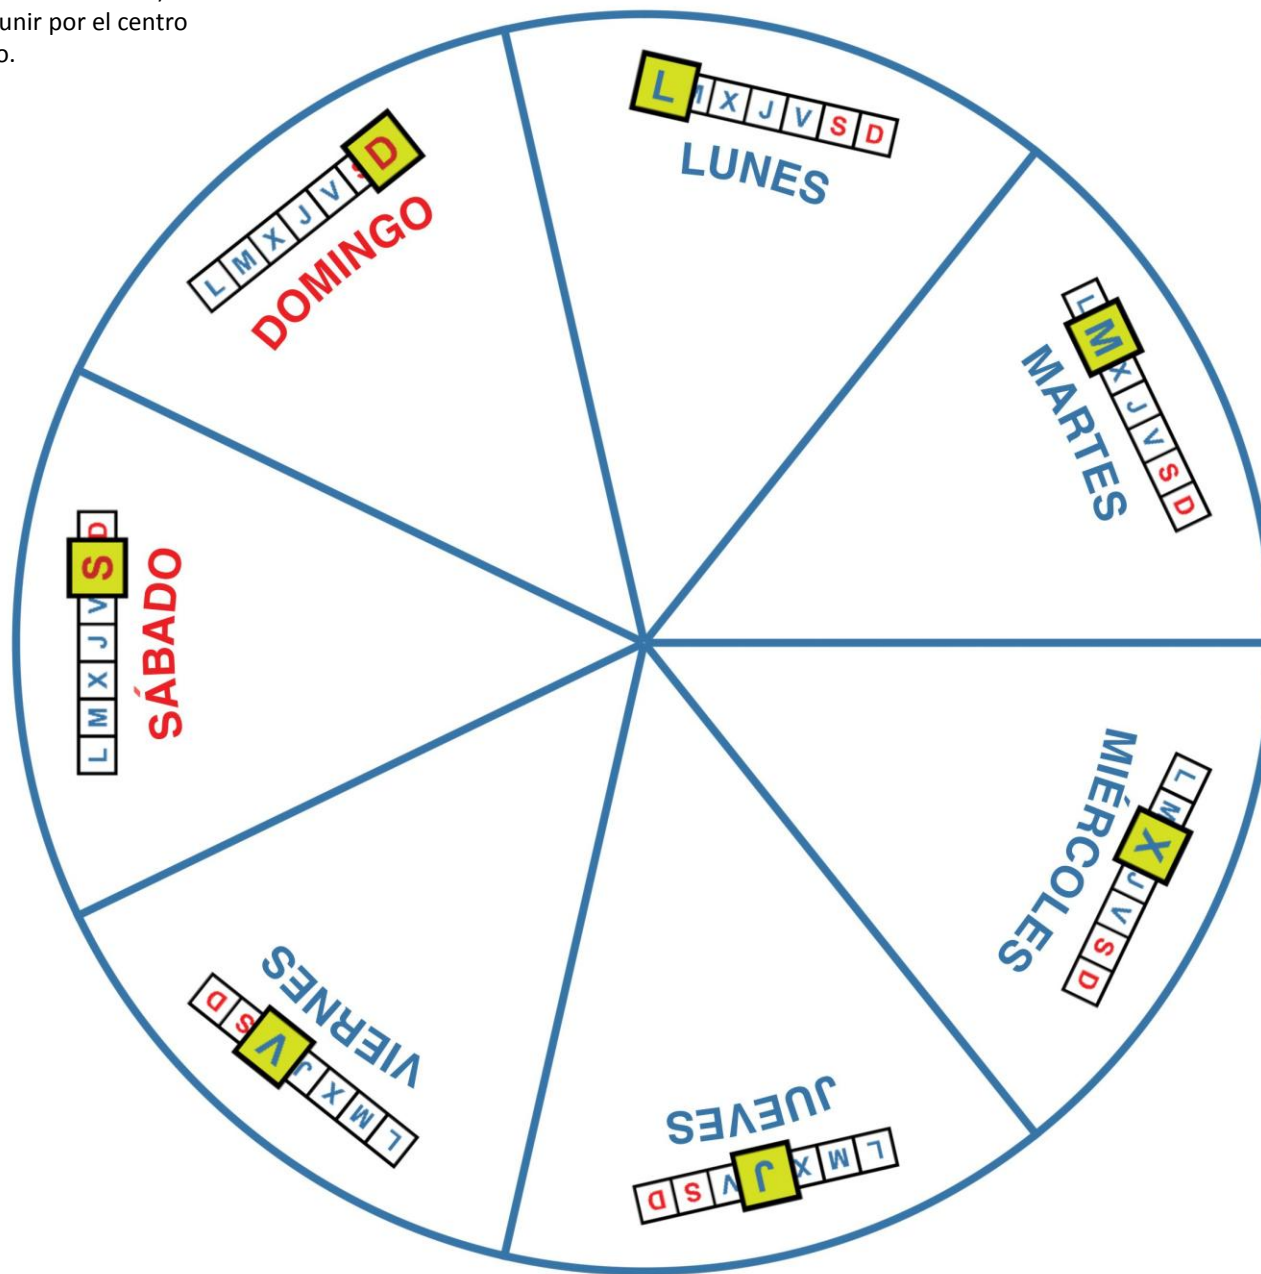 unir por el centro
o.
L M X J V S D
LUNES
L M X J V S D
MARTES
L M X J V S D
MIÉRCOLES
L M X J V S D
JUEVES
L M X J V S D
VIERNES
L M X J V S D
SÁBADO
L M X J V S D
DOMINGO